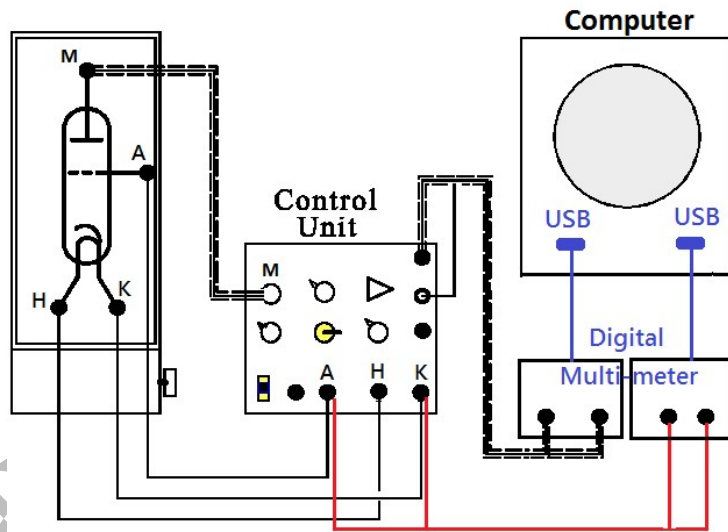 Computer
M
A
H
K
Control
Unit
M
A
H
K
USB
USB
Digital
Multi-meter